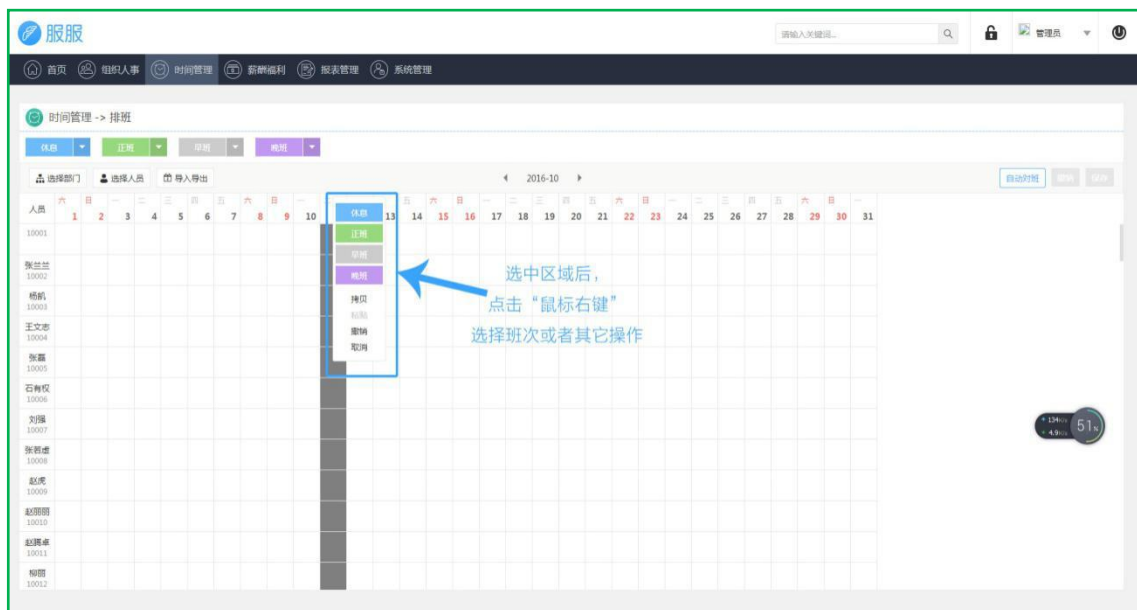 服服
请输入关键词...
管理员
首页 组织人事 时间管理 薪酬福利 报表管理 系统管理
时间管理 -> 排班
休息 正班 早班 晚班
选择部门 选择人员 导入导出 2016-10 自动对班 撤销 保存
人员 六 日 一 二 三 四 五 六 日 一 五 六 日 一 二 三 四 五 六 日 一 二 三 四 五 六 日 一
1 2 3 4 5 6 7 8 9 10 13 14 15 16 17 18 19 20 21 22 23 24 25 26 27 28 29 30 31
休息
正班
早班
晚班
拷贝
粘贴
撤销
取消
选中区域后，
点击“鼠标右键”
选择班次或者其它操作
10001
张兰兰
10002
杨凯
10003
王文志
10004
张磊
10005
石有权
10006
刘强
10007
张若虚
10008
赵虎
10009
赵丽丽
10010
10011
柳丽
10012
134K/s
4.9K/s
51%